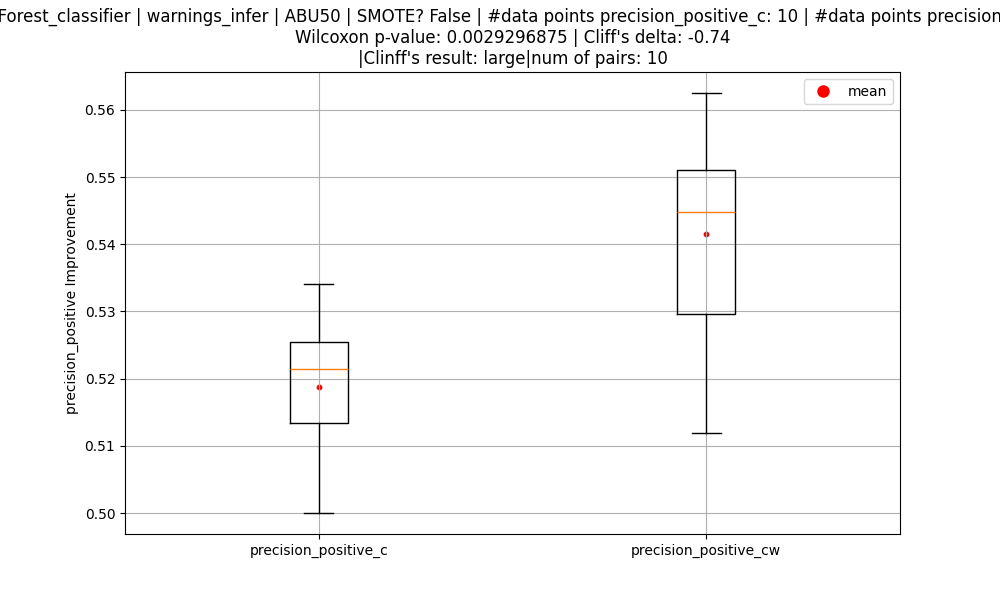 Forest_classifier | warnings_infer | ABU50 | SMOTE? False | #data points precision_positive_c: 10 | #data points precision
Wilcoxon p-value: 0.0029296875 | Cliff's delta: -0.74
|Clinff's result: large|num of pairs: 10
mean
0.56
0.55
0.54
0.53
0.52
0.51
0.50
precision_positive Improvement
precision_positive_c
precision_positive_cw